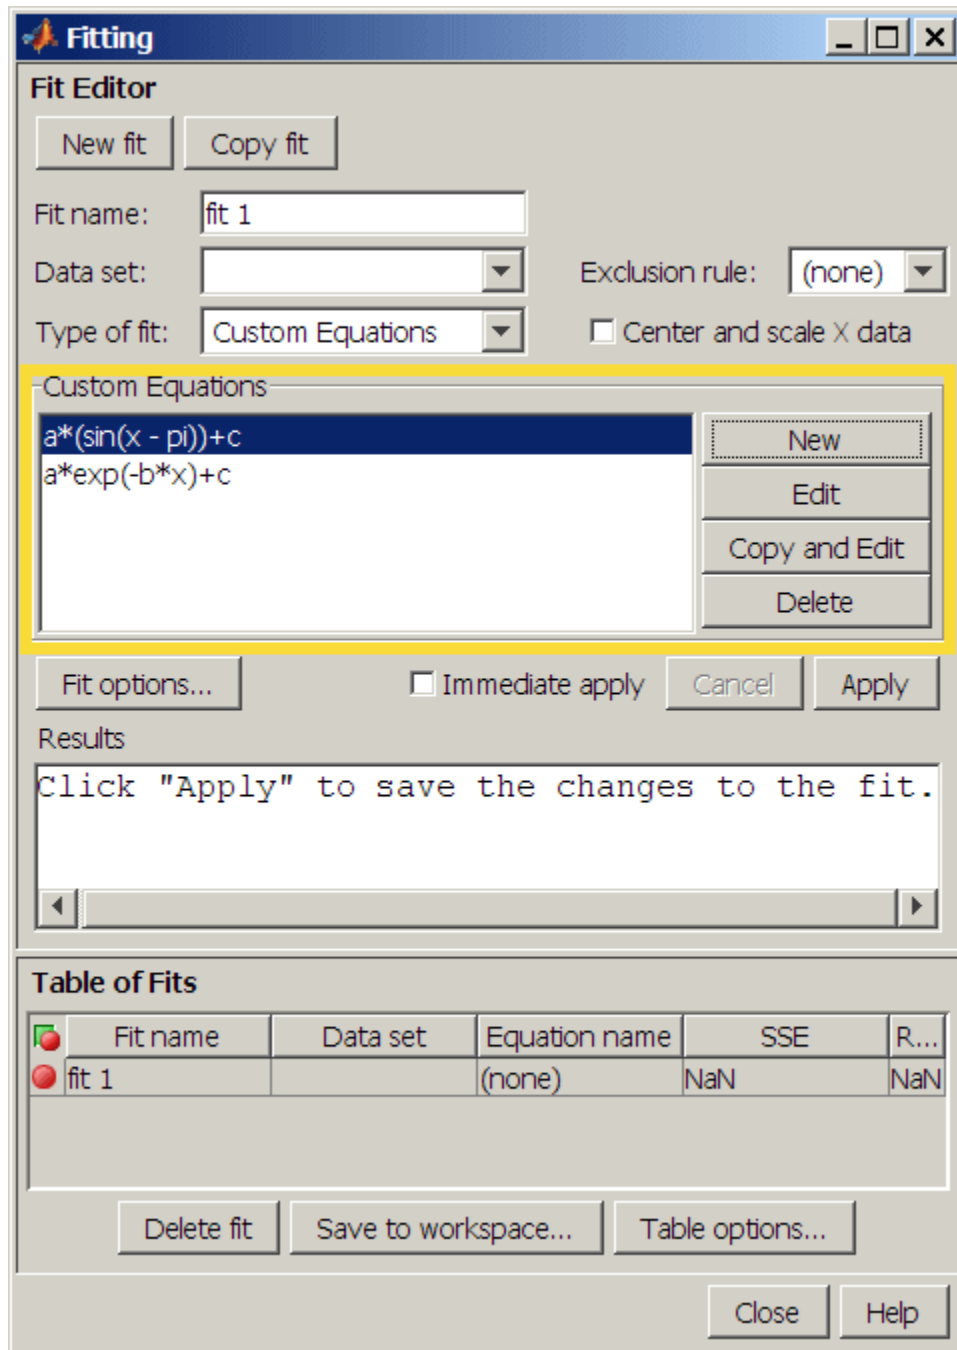 Fitting
Fit Editor
New fit Copy fit
Fit name: fit 1
Data set: Exclusion rule: (none)
Type of fit: Custom Equations Center and scale X data
Custom Equations
a*(sin(x - pi))+c New
a*exp(-b*x)+c
Edit
Copy and Edit
Delete
Fit options... Immediate apply Cancel Apply
Results
Click "Apply" to save the changes to the fit.
Table of Fits
Fit name Data set Equation name SSE R...
fit 1 (none) NaN NaN
Delete fit Save to workspace... Table options...
Close Help